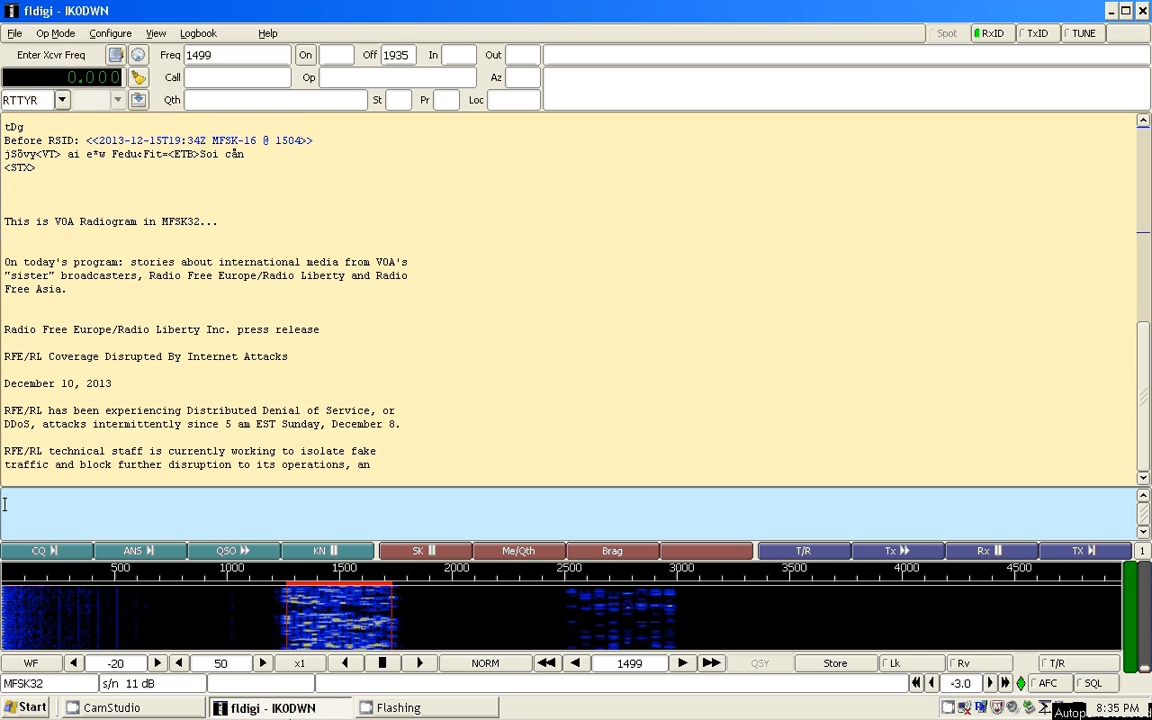 fldigi - IK0DWN
File Op Mode Configure View Logbook Help Spot RxID TxID TUNE
Enter Xcvr Freq Freq 1499 On Off 1935 In Out
0.000 Call Op Az
RTTYR Qth St Pr Loc
tDg
Before RSID: <<2013-12-15T19:34Z MFSK-16 @ 1504>>
jSõvy<VT> ai e*w Fedu¢Fit=<ETB>Soi cån
<STX>
This is VOA Radiogram in MFSK32...
On today's program: stories about international media from VOA's
"sister" broadcasters, Radio Free Europe/Radio Liberty and Radio
Free Asia.
Radio Free Europe/Radio Liberty Inc. press release
RFE/RL Coverage Disrupted By Internet Attacks
December 10, 2013
RFE/RL has been experiencing Distributed Denial of Service, or
DDoS, attacks intermittently since 5 am EST Sunday, December 8.
RFE/RL technical staff is currently working to isolate fake
traffic and block further disruption to its operations, an
CQ ANS QSO KN SK Me/Qth Brag T/R Tx Rx TX 1
500 1000 1500 2000 2500 3000 3500 4000 4500
WF -20 50 x1 NORM 1499 QSY Store Lk Rv T/R
MFSK32 s/n 11 dB -3.0 AFC SQL
Start CamStudio fldigi - IK0DWN Flashing 8:35 PM